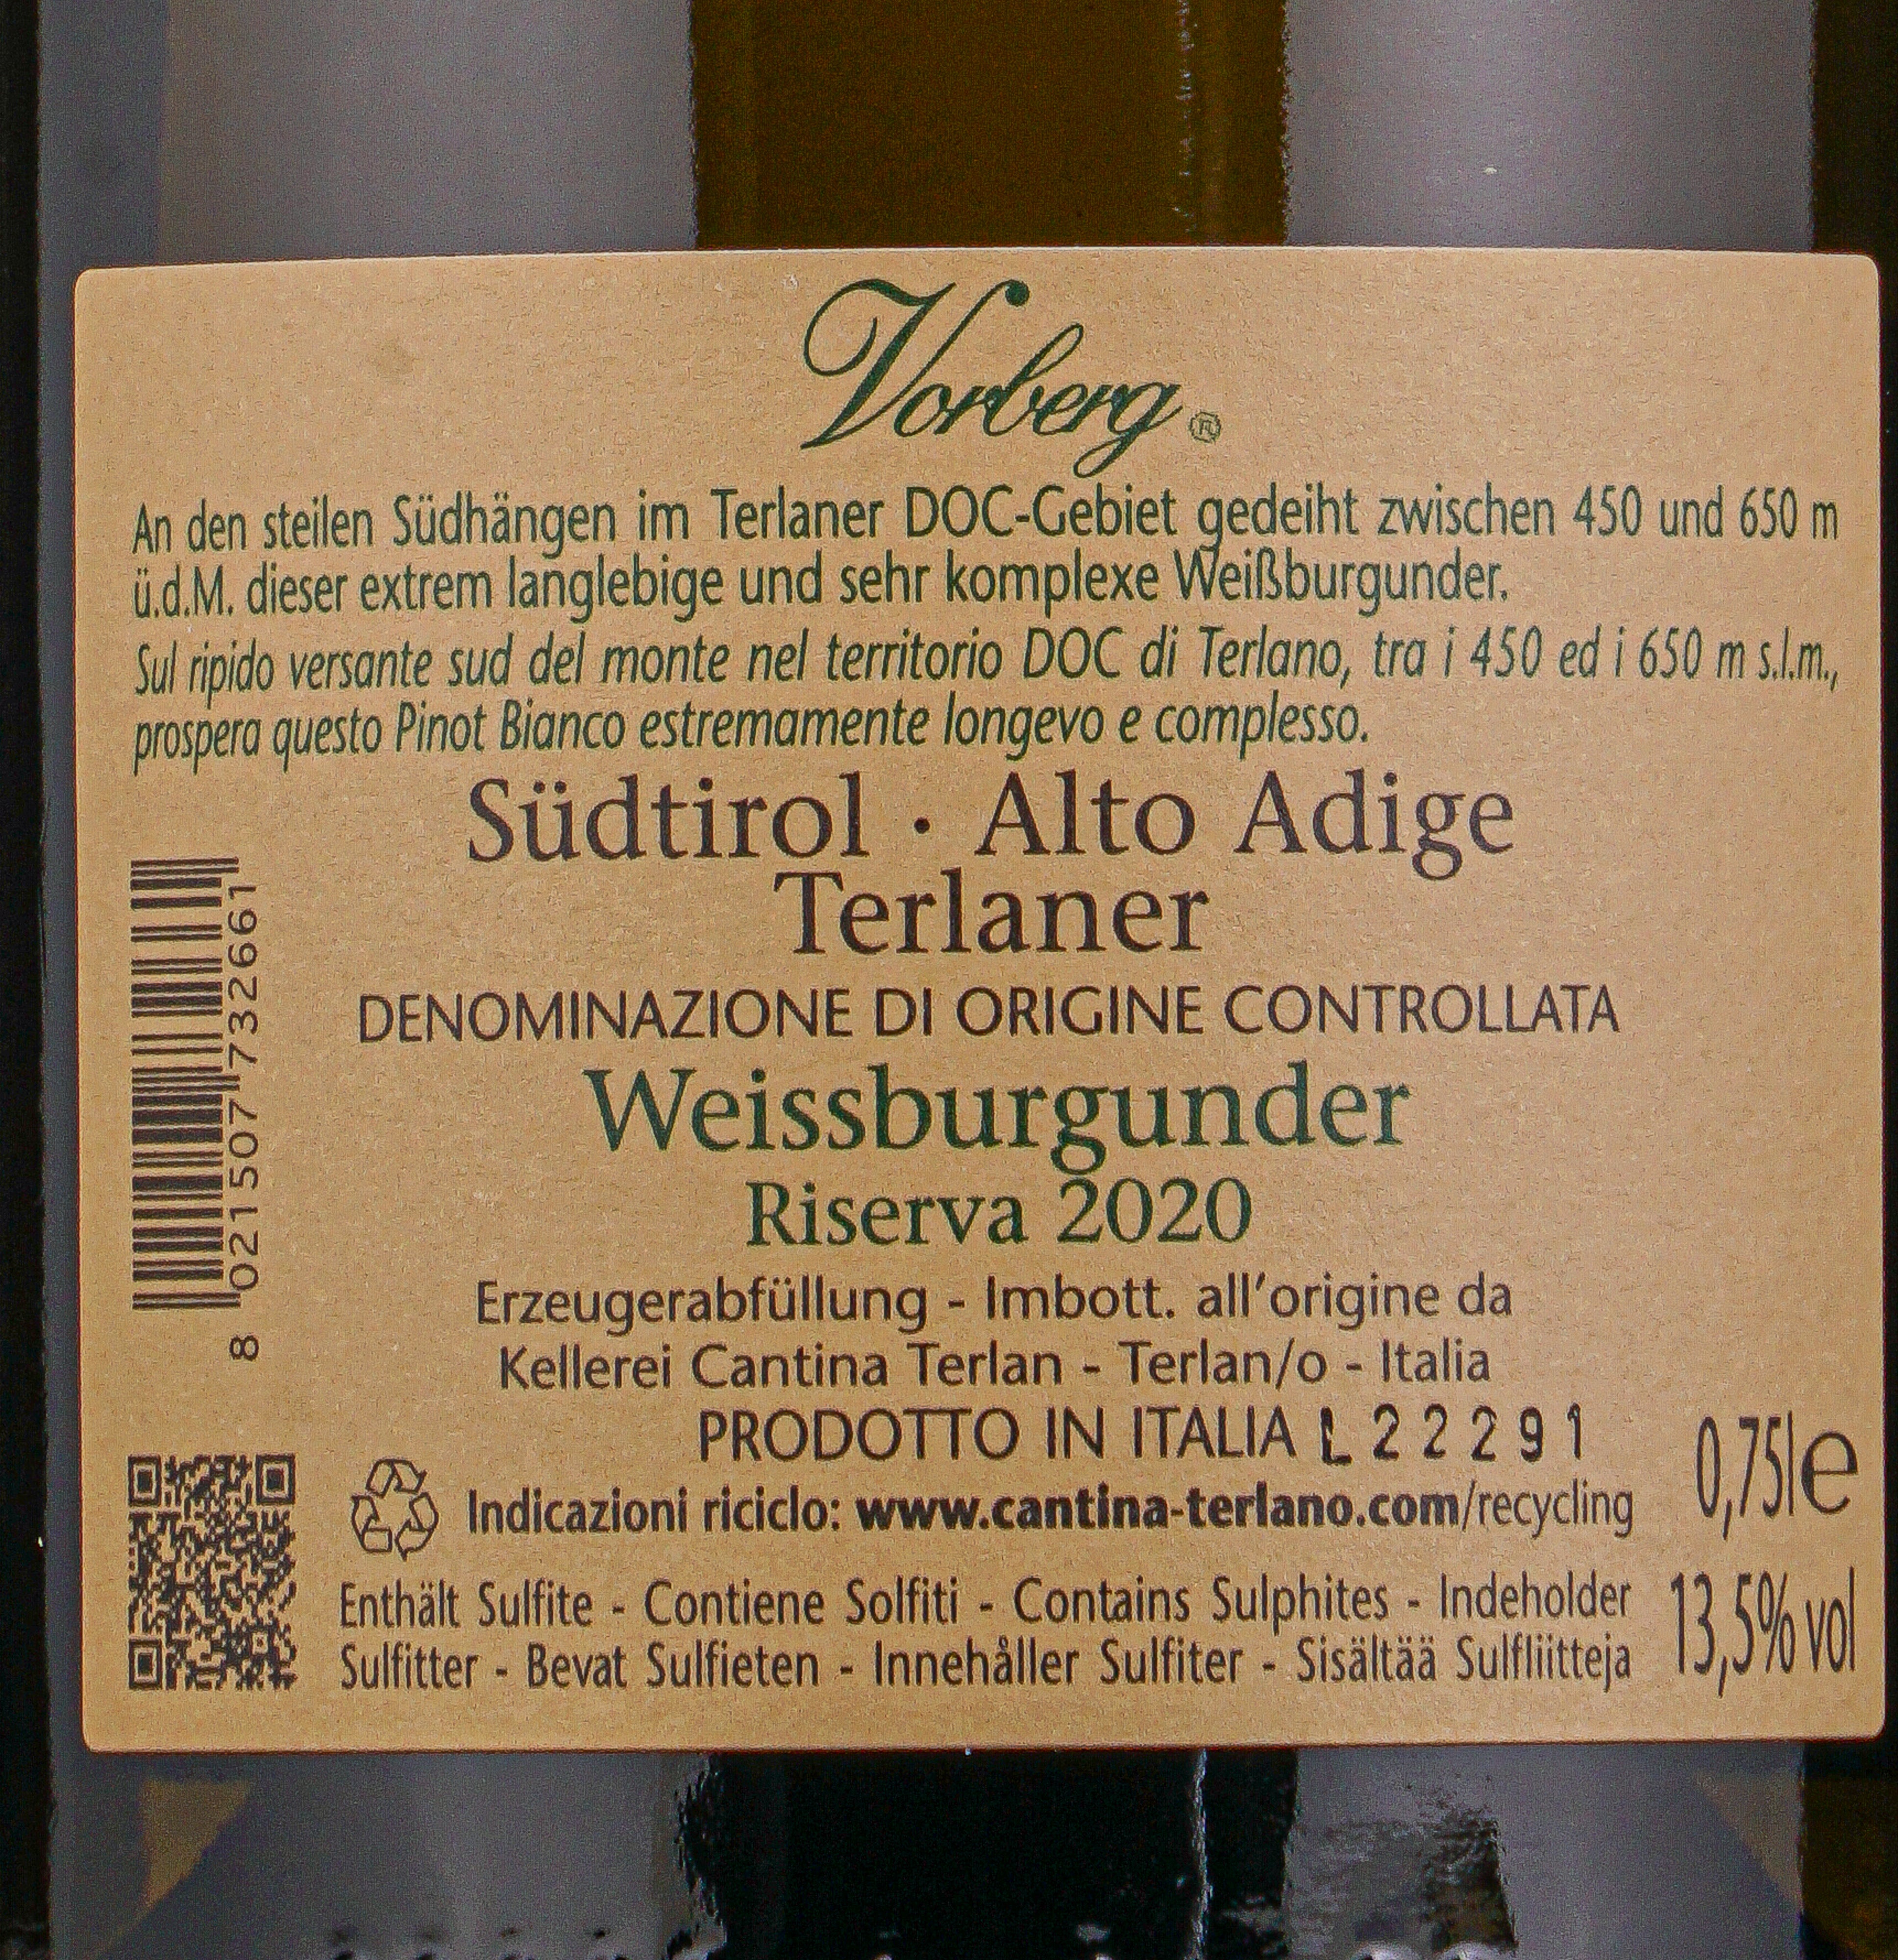 Vorberg®
An den steilen Südhängen im Terlaner DOC-Gebiet gedeiht zwischen 450 und 650 m
ü.d.M. dieser extrem langlebige und sehr komplexe Weißburgunder.
Sul ripido versante sud del monte nel territorio DOC di Terlano, tra i 450 ed i 650 m s.l.m.,
prospera questo Pinot Bianco estremamente longevo e complesso.
Südtirol · Alto Adige
Terlaner
DENOMINAZIONE DI ORIGINE CONTROLLATA
Weissburgunder
Riserva 2020
Erzeugerabfüllung - Imbott. all'origine da
Kellerei Cantina Terlan - Terlan/o - Italia
PRODOTTO IN ITALIA L 22291
Indicazioni riciclo: www.cantina-terlano.com/recycling
0,75l e
Enthält Sulfite - Contiene Solfiti - Contains Sulphites - Indeholder
Sulfitter - Bevat Sulfieten - Innehåller Sulfiter - Sisältää Sulfliitteja
13,5% vol
8 021507 732661